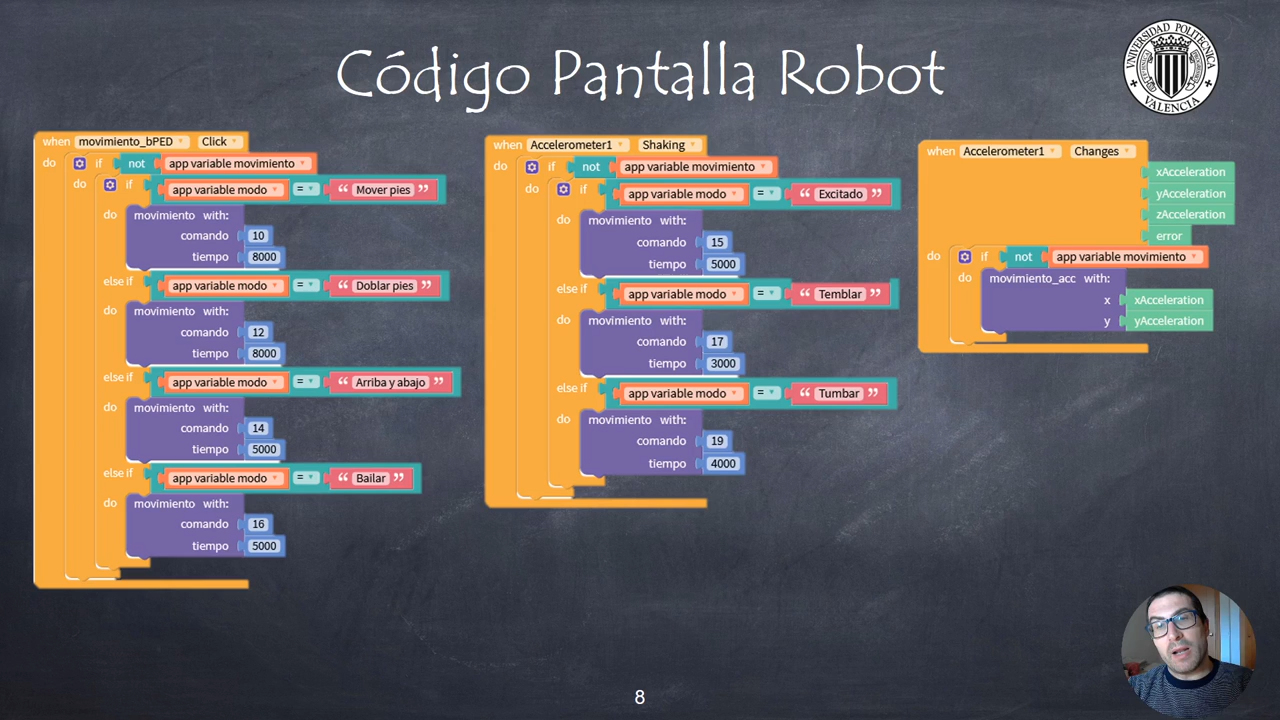 Código Pantalla Robot
UNIVERSIDAD POLITECNICA
VALENCIA
when movimiento_bPED Click
do if not app variable movimiento
do if app variable modo = “ Mover pies ”
do movimiento with:
comando 10
tiempo 8000
else if app variable modo = “ Doblar pies ”
do movimiento with:
comando 12
tiempo 8000
else if app variable modo = “ Arriba y abajo ”
do movimiento with:
comando 14
tiempo 5000
else if app variable modo = “ Bailar ”
do movimiento with:
comando 16
tiempo 5000
when Accelerometer1 Shaking
do if not app variable movimiento
do if app variable modo = “ Excitado ”
do movimiento with:
comando 15
tiempo 5000
else if app variable modo = “ Temblar ”
do movimiento with:
comando 17
tiempo 3000
else if app variable modo = “ Tumbar ”
do movimiento with:
comando 19
tiempo 4000
when Accelerometer1 Changes
xAcceleration
yAcceleration
zAcceleration
error
do if not app variable movimiento
do movimiento_acc with:
x xAcceleration
y yAcceleration
8